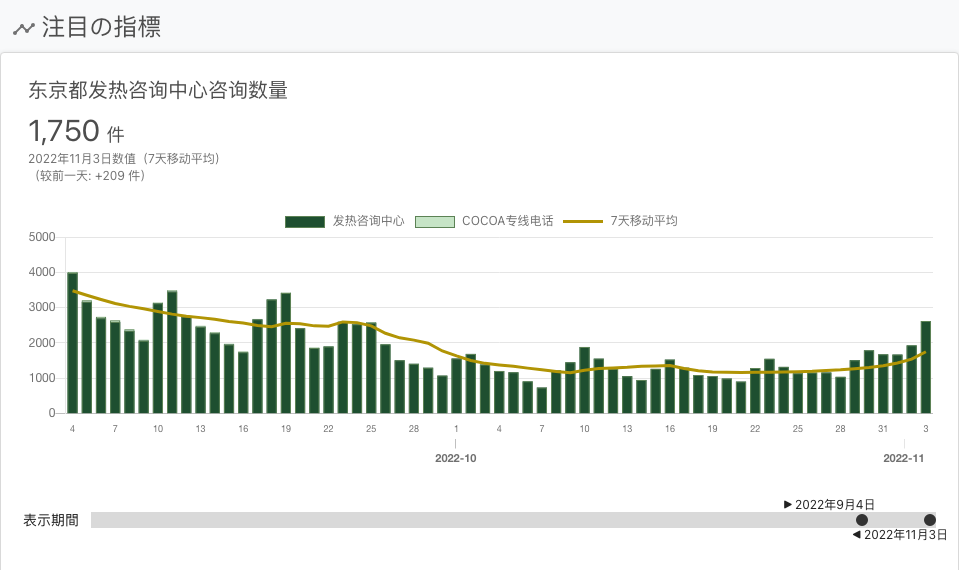 注目の指標
东京都发热咨询中心咨询数量
1,750 件
2022年11月3日数值（7天移动平均）
（较前一天: +209 件）
发热咨询中心 COCOA专线电话 7天移动平均
5000
4000
3000
2000
1000
0
4 7 10 13 16 19 22 25 28 1 4 7 10 13 16 19 22 25 28 31 3
2022-10 2022-11
2022年9月4日
表示期間
2022年11月3日